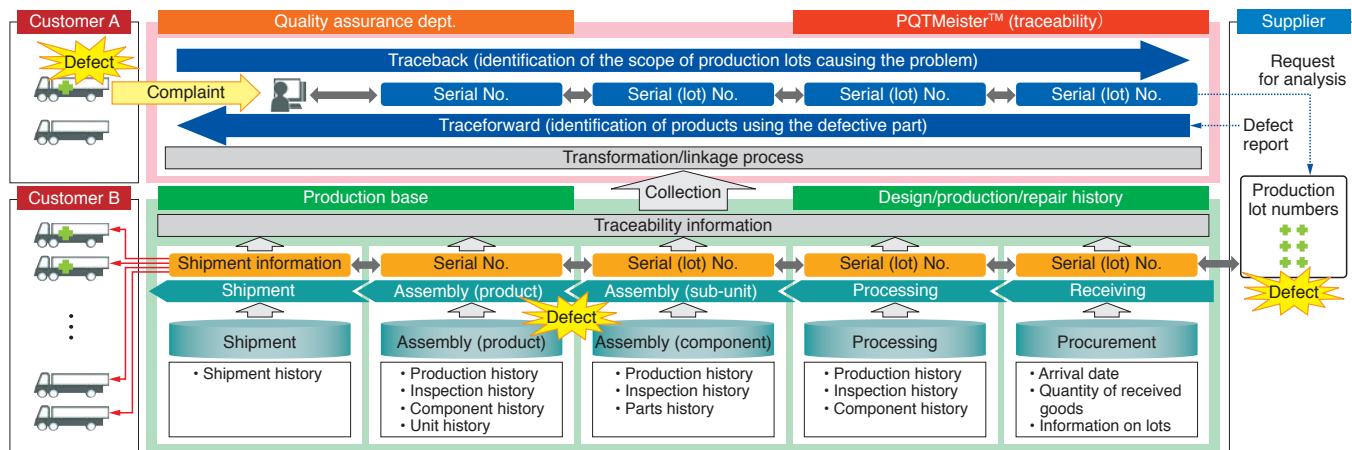 Customer A
Quality assurance dept.
PQTMeister™ (traceability）
Supplier
Defect
Traceback (identification of the scope of production lots causing the problem)
Request
for analysis
Complaint
Serial No.
Serial (lot) No.
Serial (lot) No.
Serial (lot) No.
Traceforward (identification of products using the defective part)
Defect
report
Transformation/linkage process
Collection
Customer B
Production base
Design/production/repair history
Production
lot numbers
Traceability information
Shipment information
Serial No.
Serial (lot) No.
Serial (lot) No.
Serial (lot) No.
Defect
Shipment
Assembly (product)
Assembly (sub-unit)
Processing
Receiving
Defect
Shipment
Assembly (product)
Assembly (component)
Processing
Procurement
• Shipment history
• Production history
• Inspection history
• Component history
• Unit history
• Production history
• Inspection history
• Parts history
• Production history
• Inspection history
• Component history
• Arrival date
• Quantity of received
goods
• Information on lots